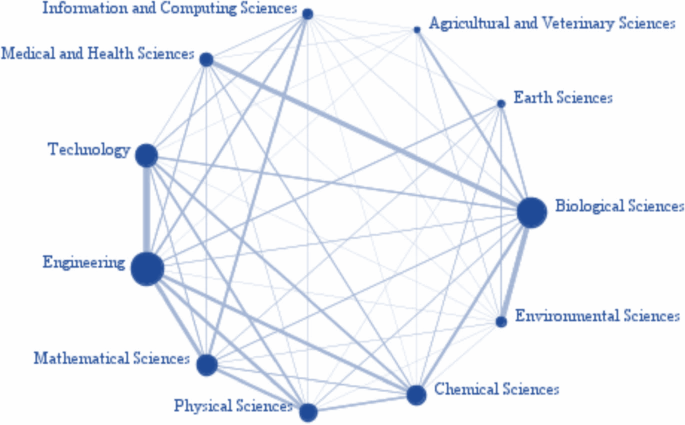 Information and Computing Sciences
Agricultural and Veterinary Sciences
Medical and Health Sciences
Earth Sciences
Technology
Biological Sciences
Engineering
Environmental Sciences
Mathematical Sciences
Chemical Sciences
Physical Sciences